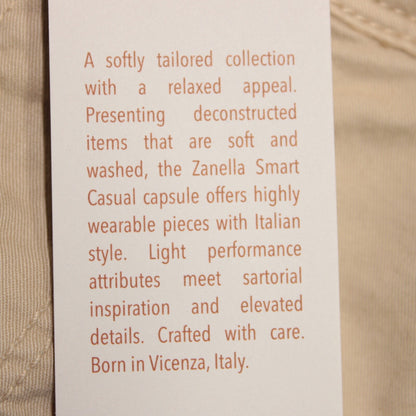 A softly tailored collection
with a relaxed appeal.
Presenting deconstructed
items that are soft and
washed, the Zanella Smart
Casual capsule offers highly
wearable pieces with Italian
style. Light performance
attributes meet sartorial
inspiration and elevated
details. Crafted with care.
Born in Vicenza, Italy.